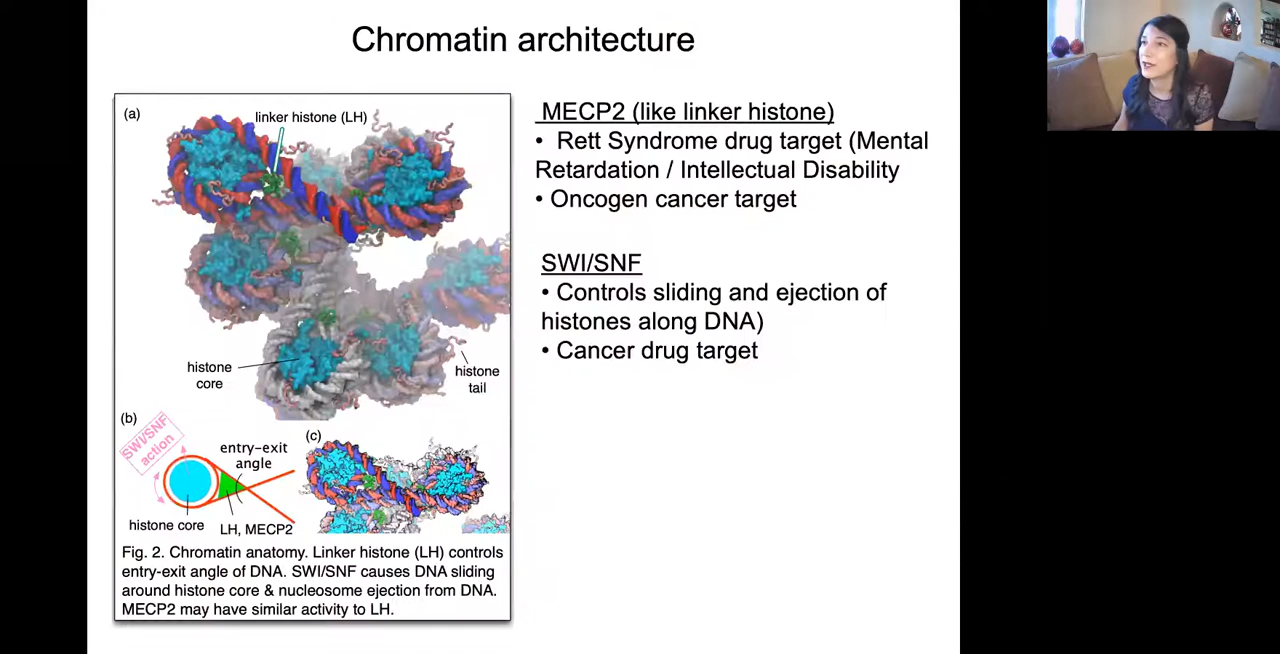 Chromatin architecture
(a)
linker histone (LH)
histone
core
histone
tail
(b)
SWI/SNF
action
entry-exit
angle
histone core
LH, MECP2
(c)
Fig. 2. Chromatin anatomy. Linker histone (LH) controls
entry-exit angle of DNA. SWI/SNF causes DNA sliding
around histone core & nucleosome ejection from DNA.
MECP2 may have similar activity to LH.
MECP2 (like linker histone)
• Rett Syndrome drug target (Mental
Retardation / Intellectual Disability
• Oncogen cancer target
SWI/SNF
• Controls sliding and ejection of
histones along DNA)
• Cancer drug target